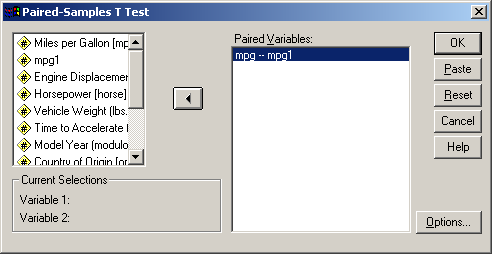 Paired-Samples T Test
Miles per Gallon [mp
mpg1
Engine Displacemen
Horsepower [horse]
Vehicle Weight (lbs.
Time to Accelerate f
Model Year (modulo
Country of Origin [or
Paired Variables:
mpg -- mpg1
OK
Paste
Reset
Cancel
Help
Current Selections
Variable 1:
Variable 2:
Options...